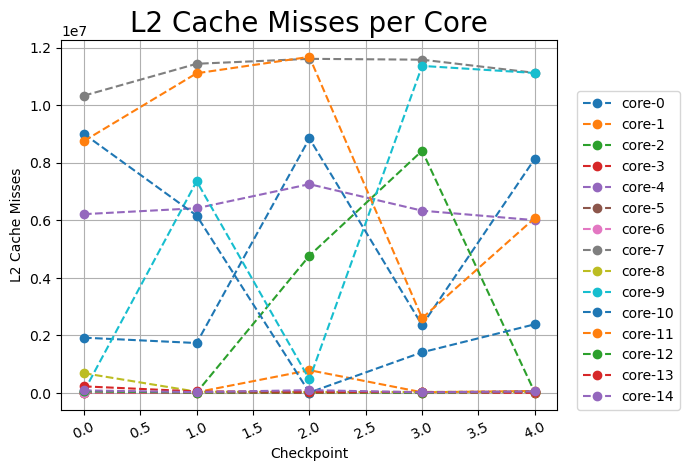 L2 Cache Misses per Core
1e7
1.2
1.0
0.8
0.6
0.4
0.2
0.0
L2 Cache Misses
0.0 0.5 1.0 1.5 2.0 2.5 3.0 3.5 4.0
Checkpoint
core-0
core-1
core-2
core-3
core-4
core-5
core-6
core-7
core-8
core-9
core-10
core-11
core-12
core-13
core-14